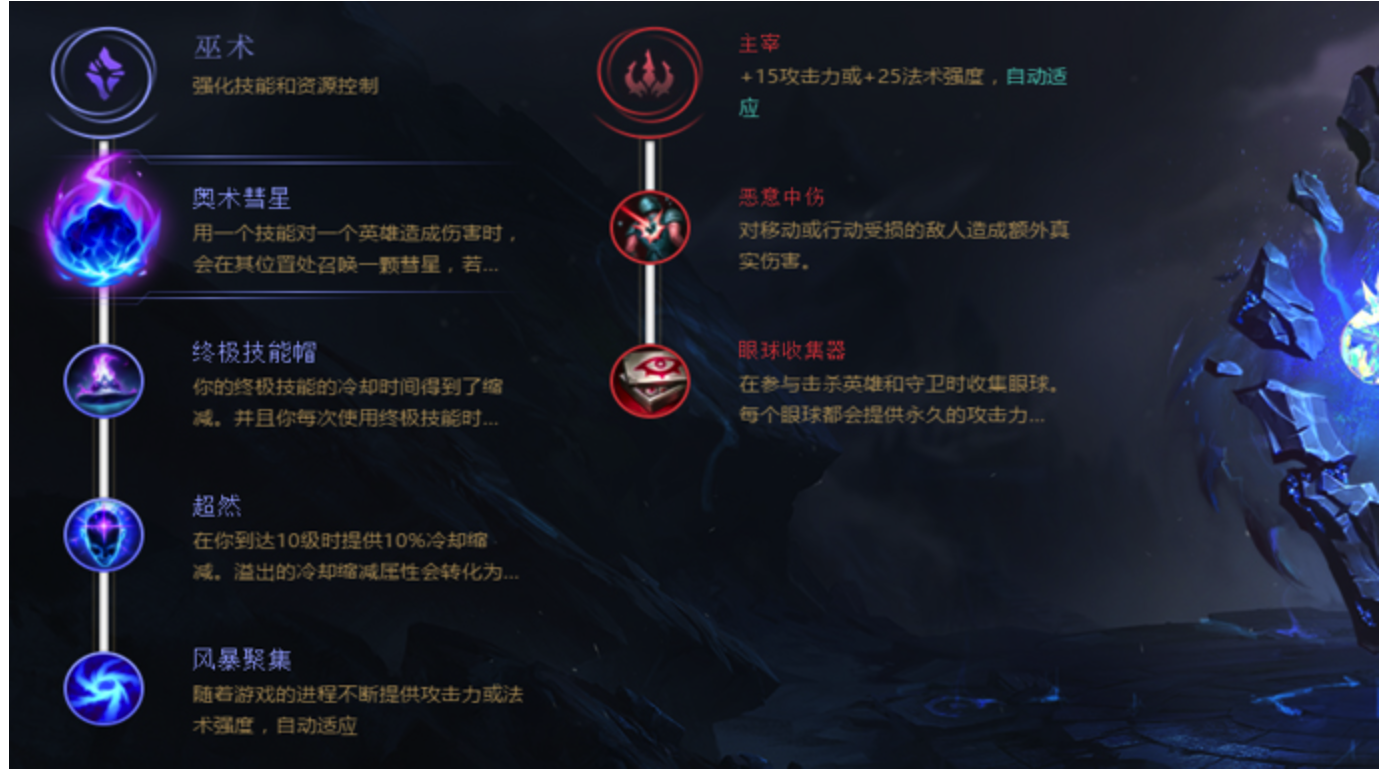 巫术
强化技能和资源控制
奥术彗星
用一个技能对一个英雄造成伤害时，
会在其位置处召唤一颗彗星，若...
终极技能帽
你的终极技能的冷却时间得到了缩
减。并且你每次使用终极技能时...
超然
在你到达10级时提供10%冷却缩
减。溢出的冷却缩减属性会转化为...
风暴聚集
随着游戏的进程不断提供攻击力或法
术强度，自动适应
主宰
+15攻击力或+25法术强度，自动适
应
恶意中伤
对移动或行动受损的敌人造成额外真
实伤害。
眼球收集器
在参与击杀英雄和守卫时收集眼球。
每个眼球都会提供永久的攻击力...